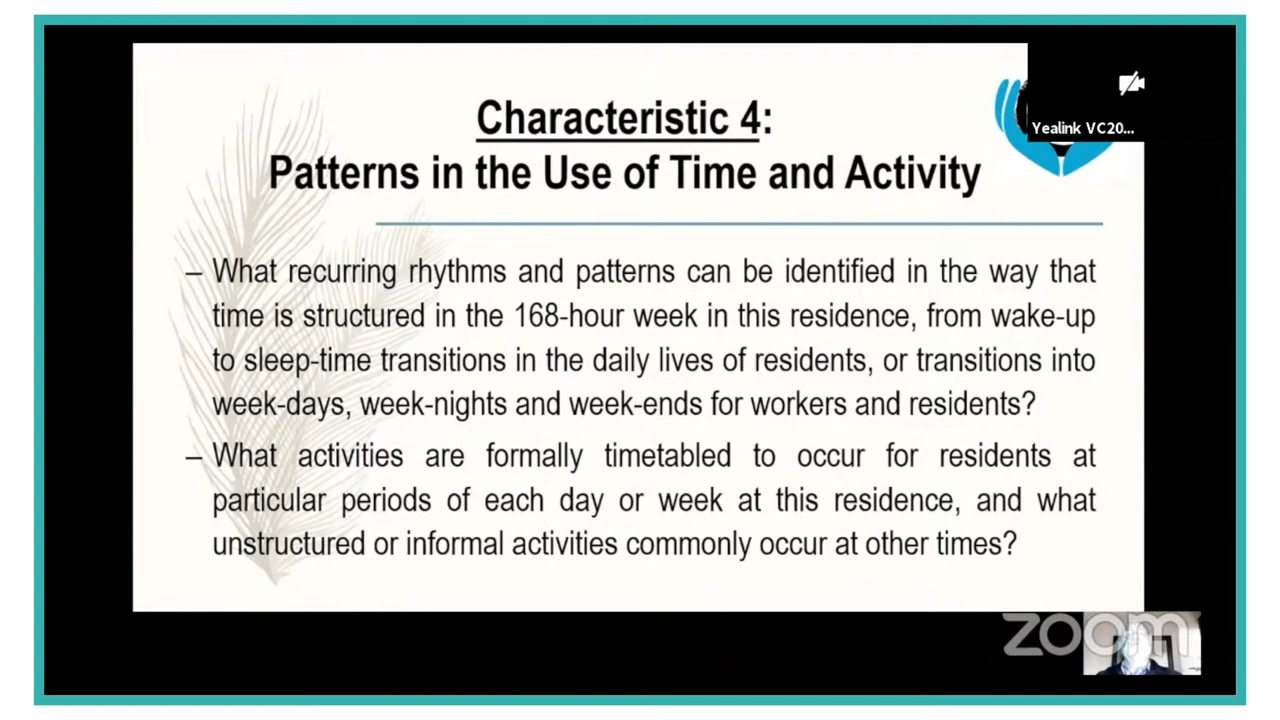 Characteristic 4:
Patterns in the Use of Time and Activity
Yealink VC20...
– What recurring rhythms and patterns can be identified in the way that
time is structured in the 168-hour week in this residence, from wake-up
to sleep-time transitions in the daily lives of residents, or transitions into
week-days, week-nights and week-ends for workers and residents?
– What activities are formally timetabled to occur for residents at
particular periods of each day or week at this residence, and what
unstructured or informal activities commonly occur at other times?
zoom